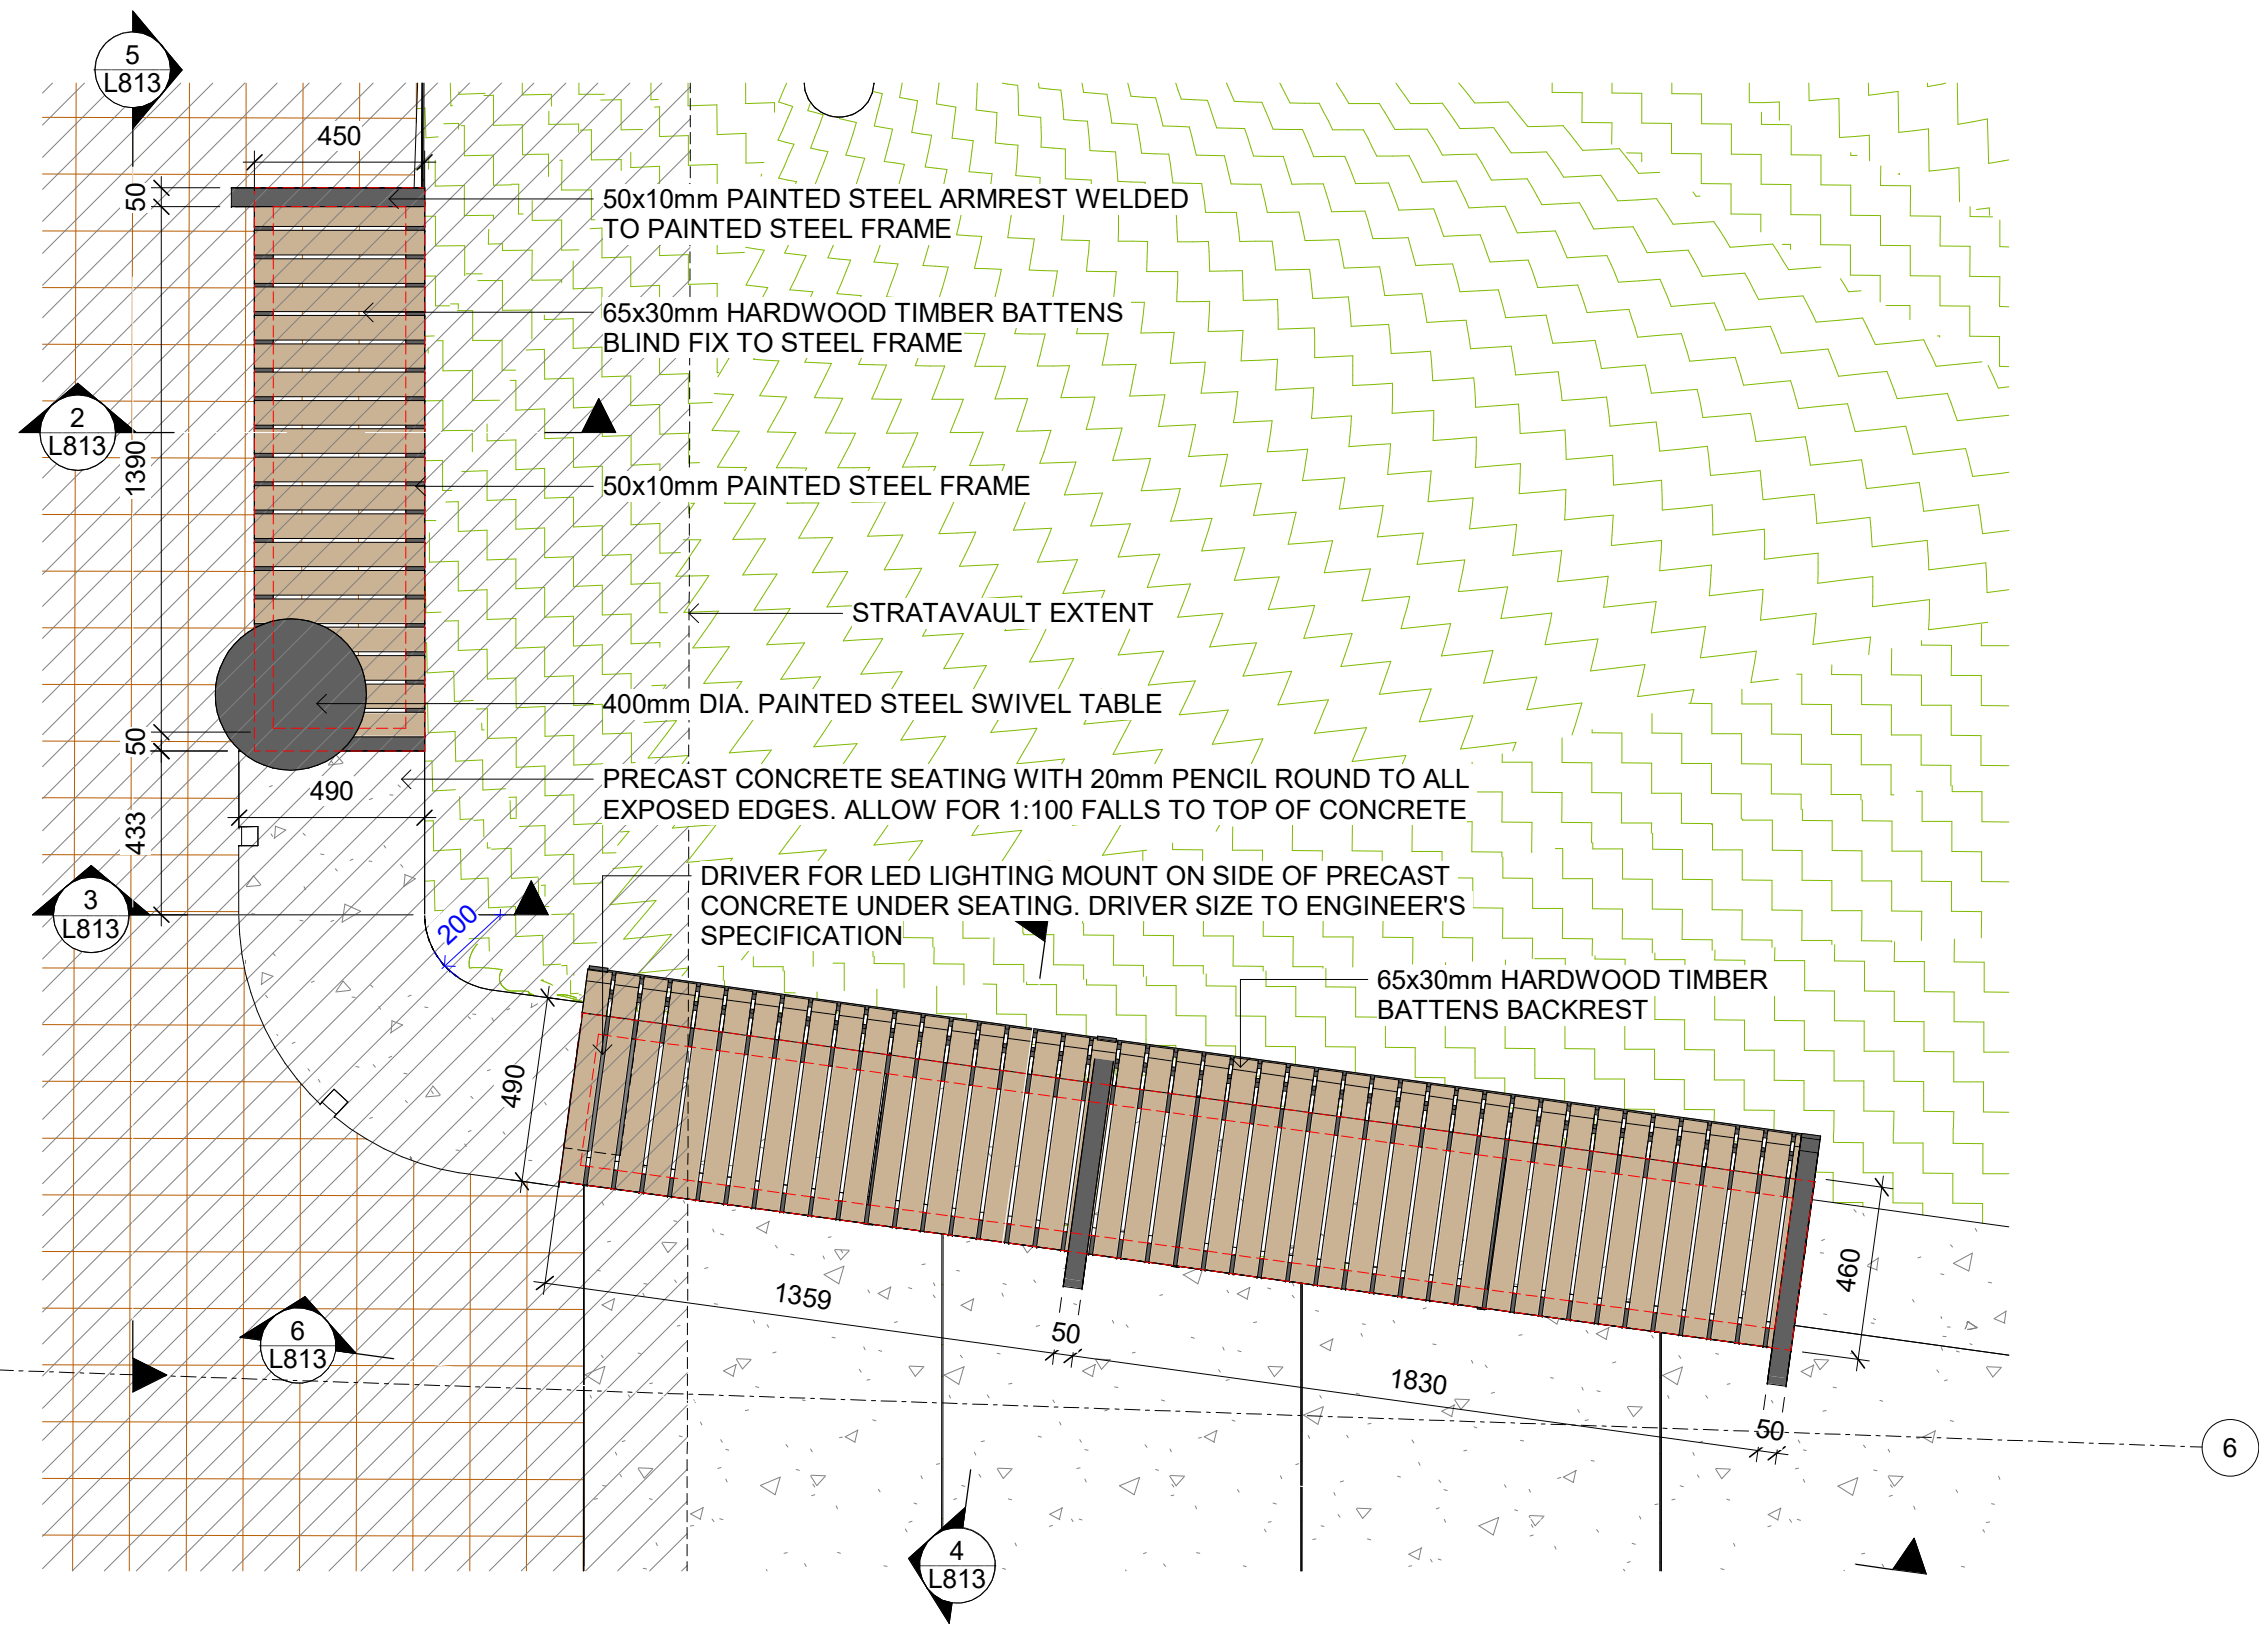 5
L813
450
50
50x10mm PAINTED STEEL ARMREST WELDED
TO PAINTED STEEL FRAME
65x30mm HARDWOOD TIMBER BATTENS
BLIND FIX TO STEEL FRAME
2
L813
1390
50x10mm PAINTED STEEL FRAME
STRATAVAULT EXTENT
400mm DIA. PAINTED STEEL SWIVEL TABLE
50
PRECAST CONCRETE SEATING WITH 20mm PENCIL ROUND TO ALL
EXPOSED EDGES. ALLOW FOR 1:100 FALLS TO TOP OF CONCRETE
490
433
DRIVER FOR LED LIGHTING MOUNT ON SIDE OF PRECAST
CONCRETE UNDER SEATING. DRIVER SIZE TO ENGINEER'S
SPECIFICATION
3
L813
200
65x30mm HARDWOOD TIMBER
BATTENS BACKREST
490
460
1359
50
6
L813
1830
50
6
4
L813